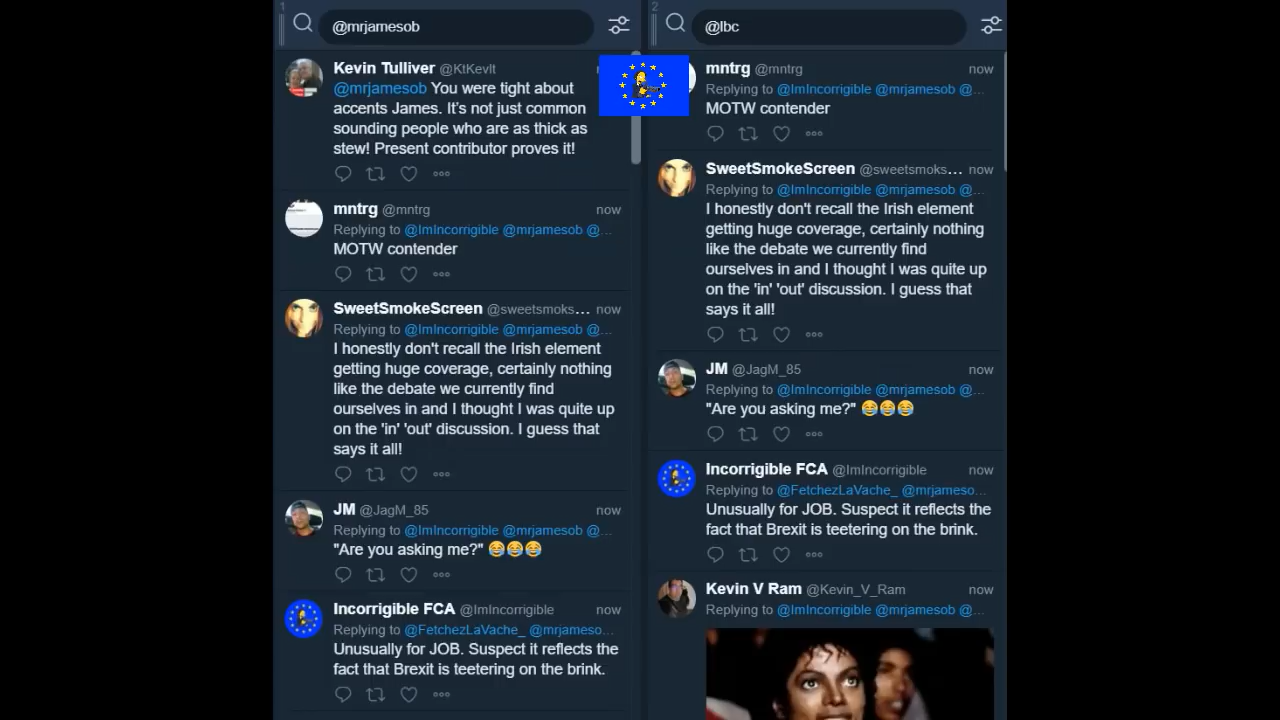 1
@mrjamesob
Kevin Tulliver @KtKevIt
@mrjamesob You were tight about
accents James. It's not just common
sounding people who are as thick as
stew! Present contributor proves it!
mntrg @mntrg now
Replying to @ImIncorrigible @mrjamesob @…
MOTW contender
SweetSmokeScreen @sweetsmoks… now
Replying to @ImIncorrigible @mrjamesob @…
I honestly don't recall the Irish element
getting huge coverage, certainly nothing
like the debate we currently find
ourselves in and I thought I was quite up
on the 'in' 'out' discussion. I guess that
says it all!
JM @JagM_85 now
Replying to @ImIncorrigible @mrjamesob @…
"Are you asking me?" 😂😂😂
Incorrigible FCA @ImIncorrigible now
Replying to @FetchezLaVache_ @mrjameso…
Unusually for JOB. Suspect it reflects the
fact that Brexit is teetering on the brink.
2
@lbc
mntrg @mntrg now
Replying to @ImIncorrigible @mrjamesob @…
MOTW contender
SweetSmokeScreen @sweetsmoks… now
Replying to @ImIncorrigible @mrjamesob @…
I honestly don't recall the Irish element
getting huge coverage, certainly nothing
like the debate we currently find
ourselves in and I thought I was quite up
on the 'in' 'out' discussion. I guess that
says it all!
JM @JagM_85 now
Replying to @ImIncorrigible @mrjamesob @…
"Are you asking me?" 😂😂😂
Incorrigible FCA @ImIncorrigible now
Replying to @FetchezLaVache_ @mrjameso…
Unusually for JOB. Suspect it reflects the
fact that Brexit is teetering on the brink.
Kevin V Ram @Kevin_V_Ram now
Replying to @ImIncorrigible @mrjamesob @…